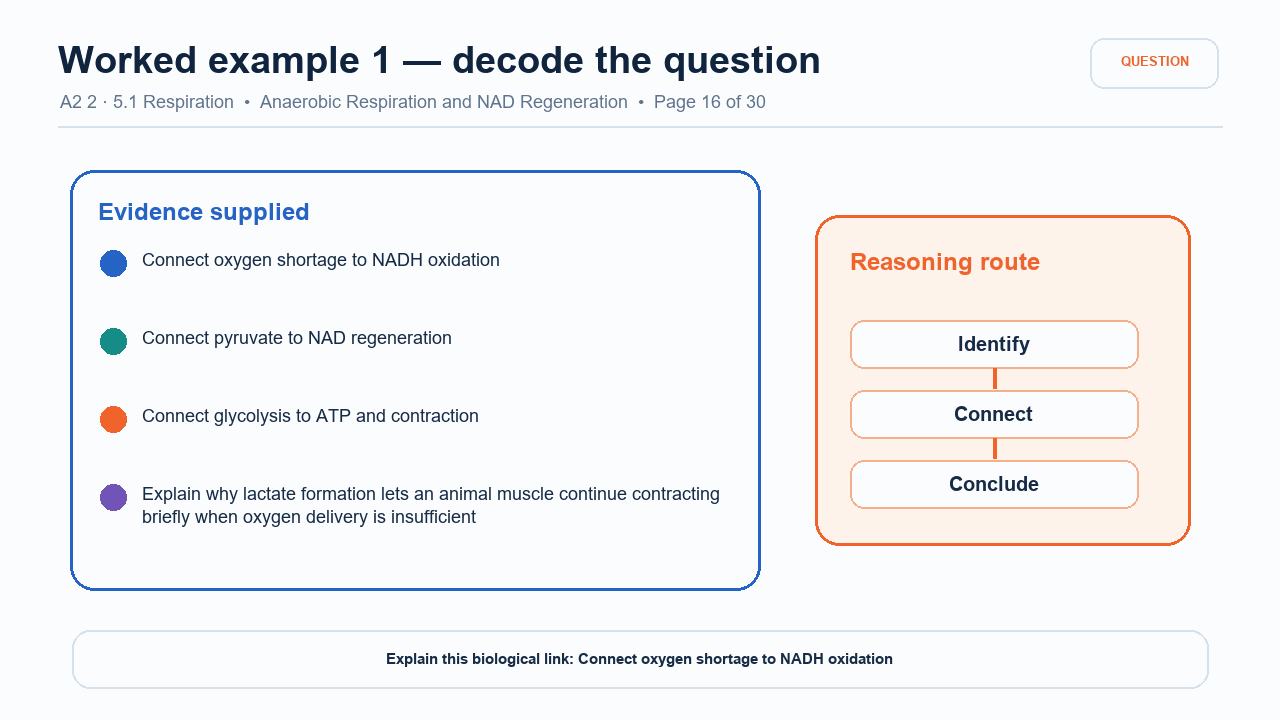 Worked example 1 — decode the question
QUESTION
A2 2 · 5.1 Respiration • Anaerobic Respiration and NAD Regeneration • Page 16 of 30
Evidence supplied
Connect oxygen shortage to NADH oxidation
Connect pyruvate to NAD regeneration
Connect glycolysis to ATP and contraction
Explain why lactate formation lets an animal muscle continue contracting
briefly when oxygen delivery is insufficient
Reasoning route
Identify
Connect
Conclude
Explain this biological link: Connect oxygen shortage to NADH oxidation